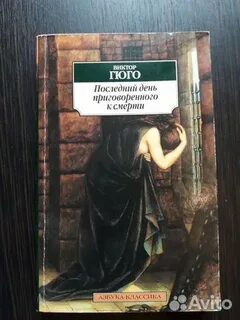 ВИКТОР
ГЮГО
Последний день
приговоренного
к смерти
АЗБУКА-КЛАССИКА
Avito